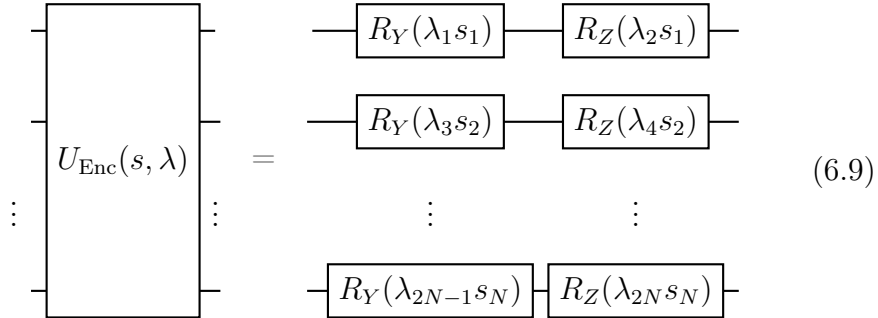 R_Y(λ_1 s_1) R_Z(λ_2 s_1)
R_Y(λ_3 s_2) R_Z(λ_4 s_2)
U_Enc(s, λ) = (6.9)
⋮ ⋮ ⋮ ⋮
R_Y(λ_{2N−1} s_N) R_Z(λ_{2N} s_N)